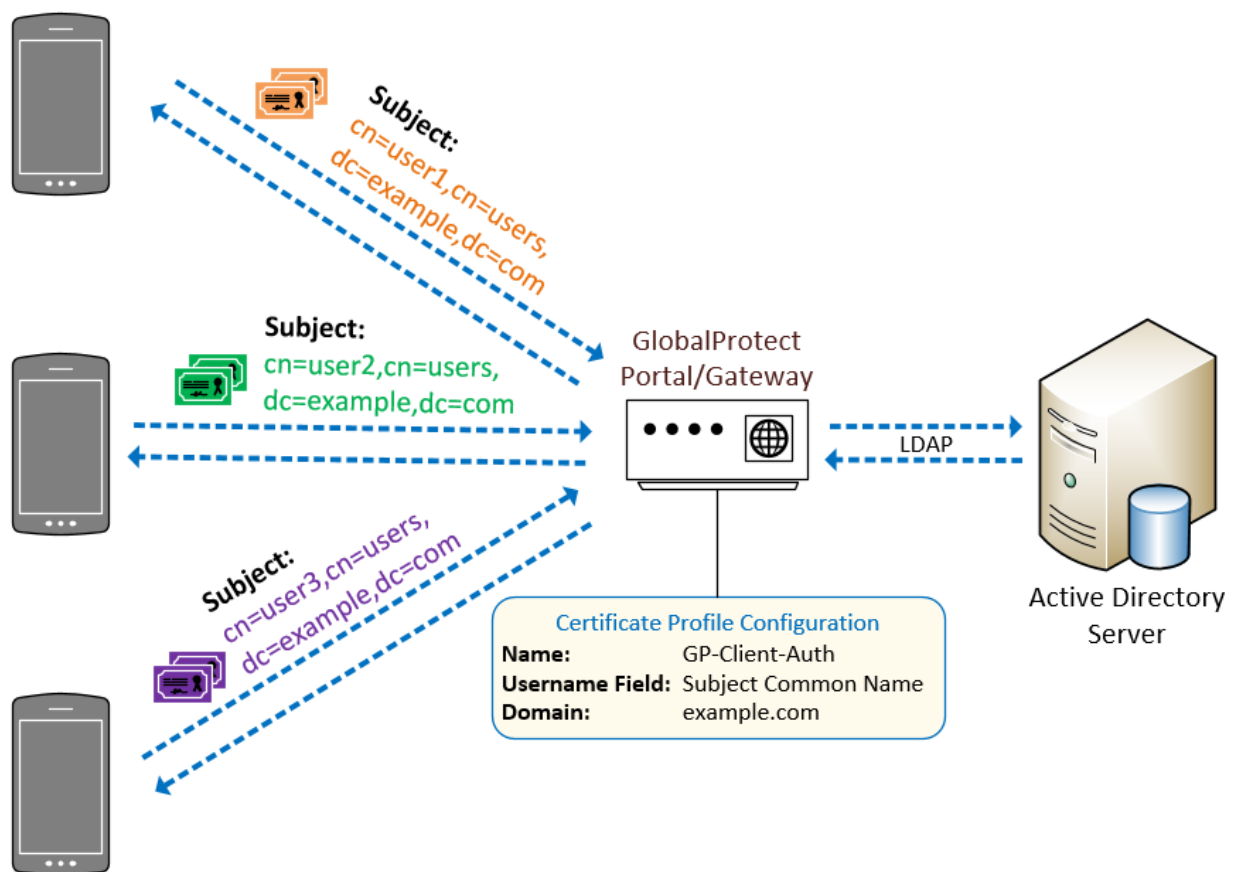 Subject:
cn=user1,cn=users,
dc=example,dc=com
Subject:
cn=user2,cn=users,
dc=example,dc=com
Subject:
cn=user3,cn=users,
dc=example,dc=com
GlobalProtect
Portal/Gateway
LDAP
Active Directory
Server
Certificate Profile Configuration
Name: GP-Client-Auth
Username Field: Subject Common Name
Domain: example.com